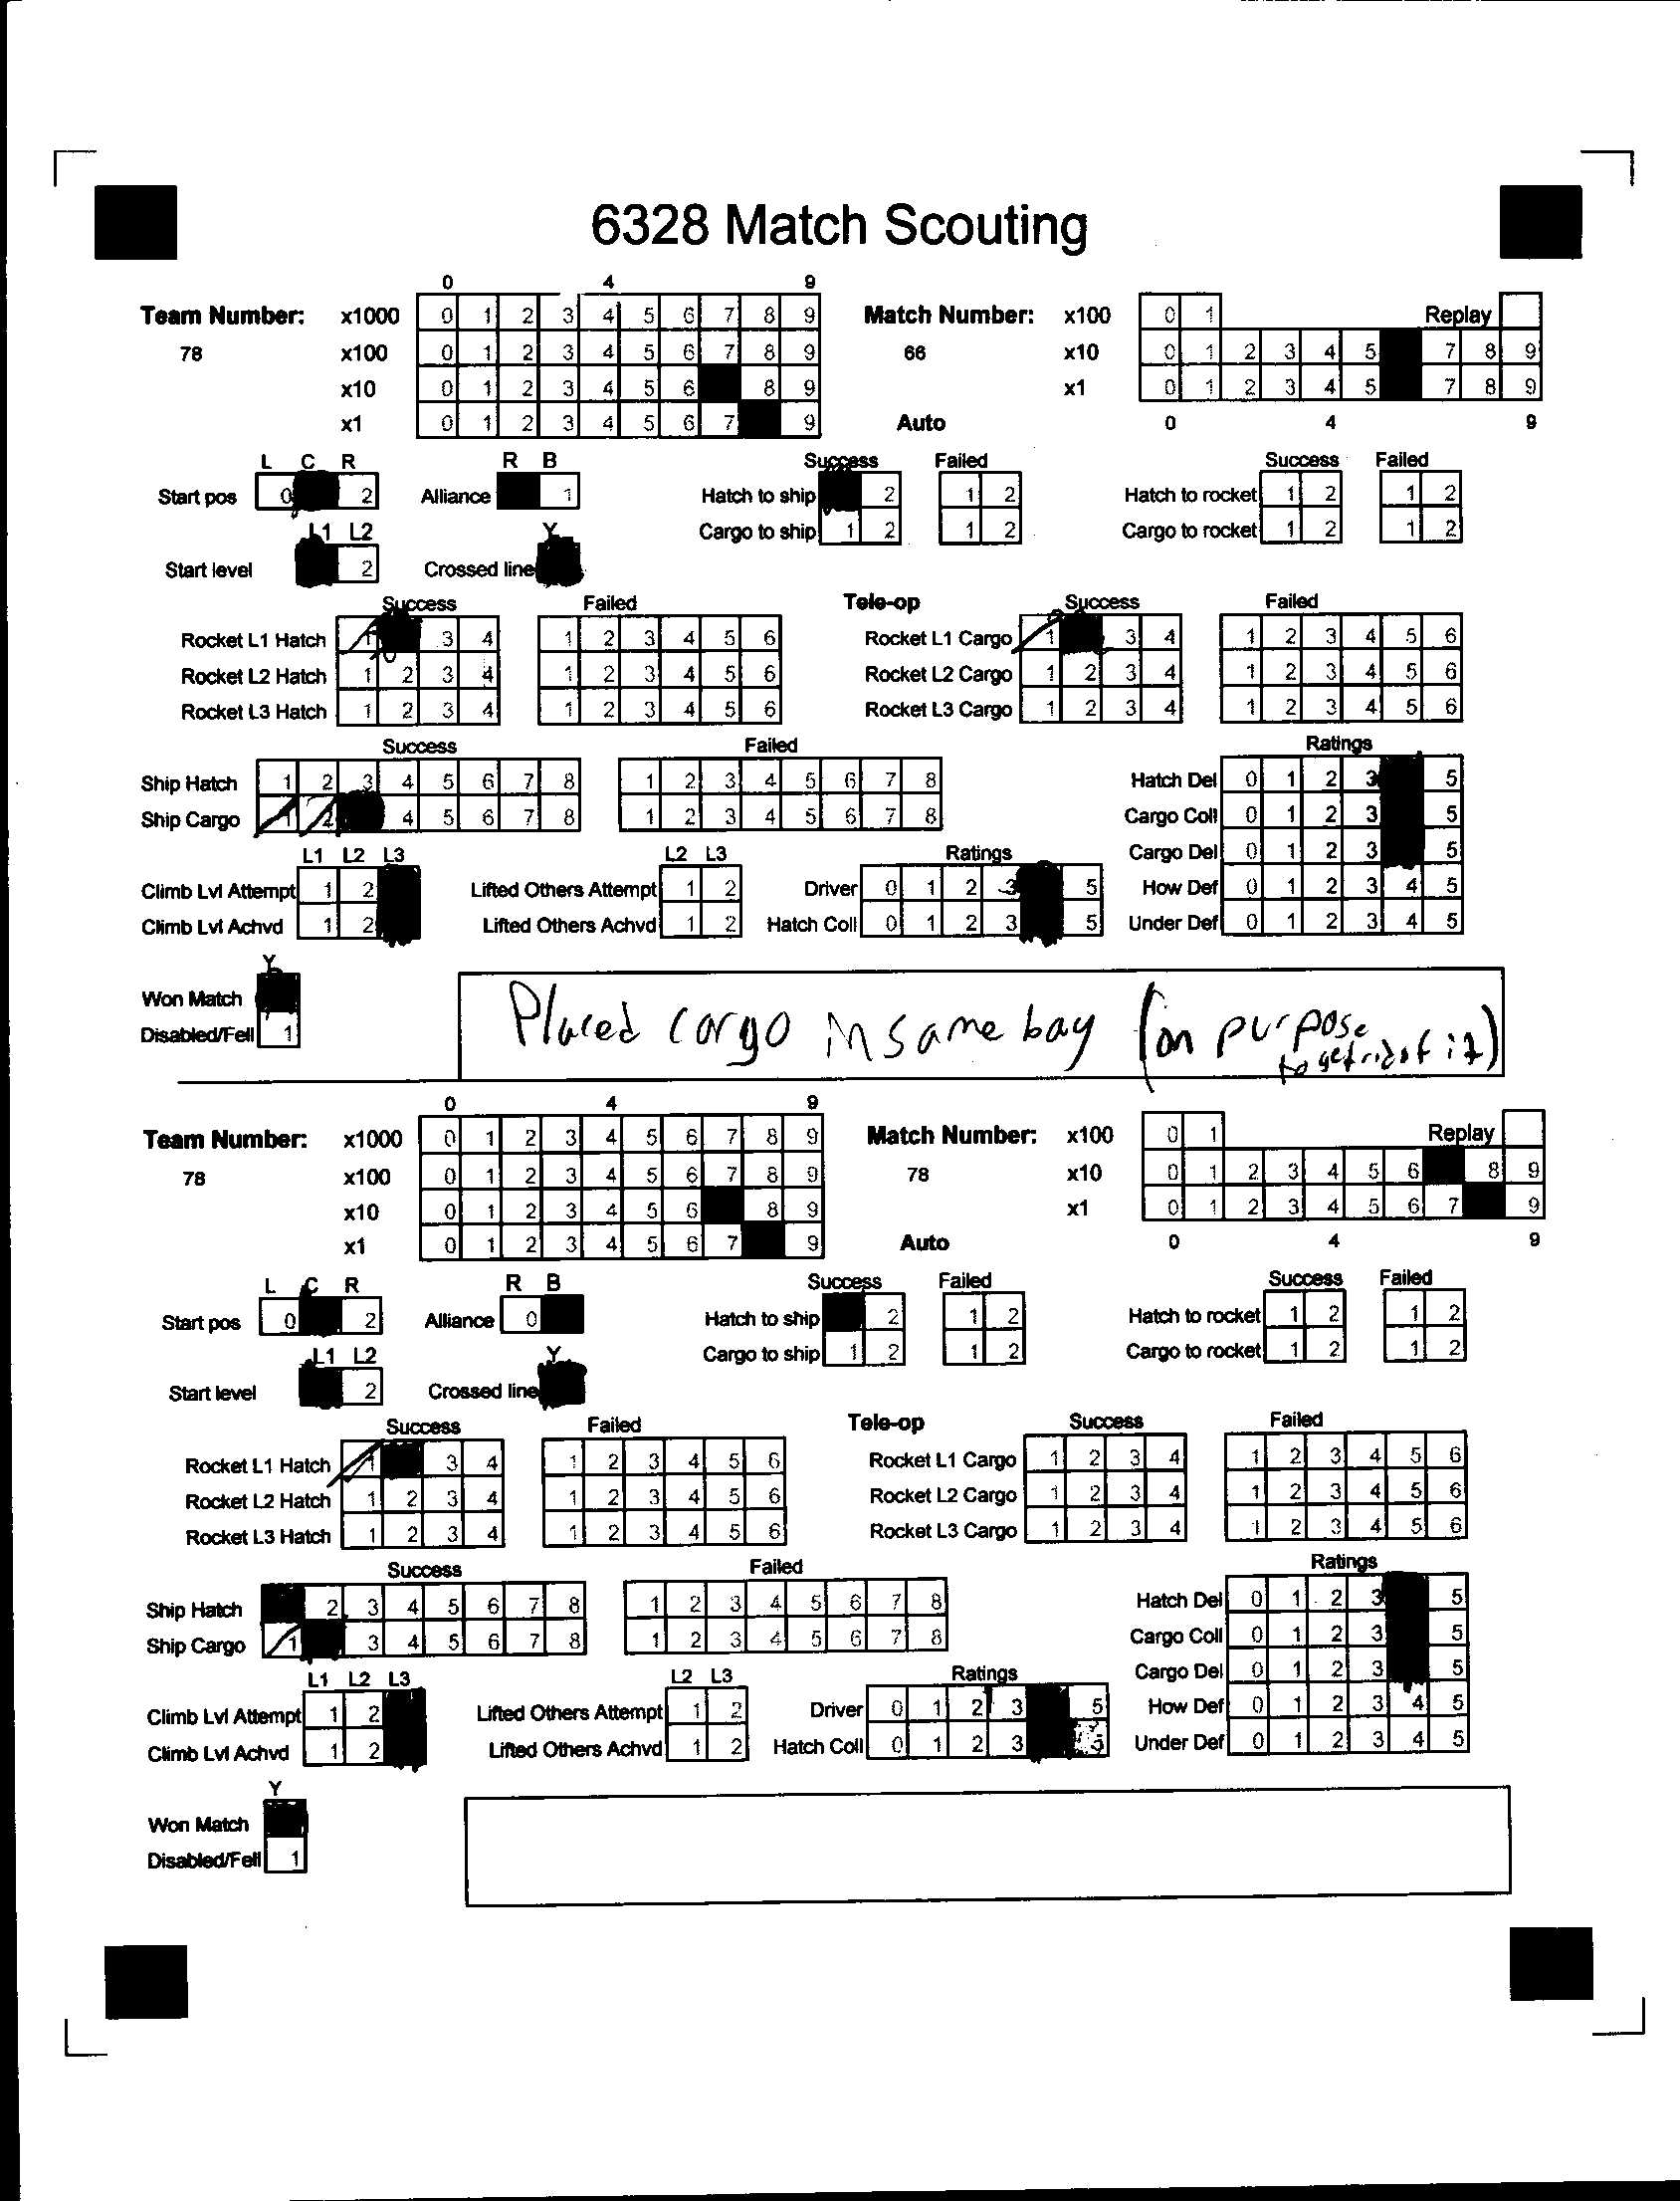 6328 Match Scouting
0 4 9
Team Number: x1000 0 1 2 3 4 5 6 7 8 9 Match Number: x100 0 1 Replay
78 x100 0 1 2 3 4 5 6 7 8 9 66 x10 0 1 2 3 4 5 7 8 9
x10 0 1 2 3 4 5 6 8 9 x1 0 1 2 3 4 5 7 8 9
x1 0 1 2 3 4 5 6 7 9 Auto 0 4 9
L C R R B Success Failed Success Failed
Start pos 0 2 Alliance 1 Hatch to ship 2 1 2 Hatch to rocket 1 2 1 2
L1 L2 Y Cargo to ship 1 2 1 2 Cargo to rocket 1 2 1 2
Start level 2 Crossed line
Success Failed Tele-op Success Failed
Rocket L1 Hatch 1 3 4 1 2 3 4 5 6 Rocket L1 Cargo 1 3 4 1 2 3 4 5 6
Rocket L2 Hatch 1 2 3 4 1 2 3 4 5 6 Rocket L2 Cargo 1 2 3 4 1 2 3 4 5 6
Rocket L3 Hatch 1 2 3 4 1 2 3 4 5 6 Rocket L3 Cargo 1 2 3 4 1 2 3 4 5 6
Success Failed Ratings
Ship Hatch 1 2 3 4 5 6 7 8 1 2 3 4 5 6 7 8 Hatch Del 0 1 2 3 5
Ship Cargo 1 2 4 5 6 7 8 1 2 3 4 5 6 7 8 Cargo Coll 0 1 2 3 5
L1 L2 L3 L2 L3 Ratings Cargo Del 0 1 2 3 5
Climb Lvl Attempt 1 2 Lifted Others Attempt 1 2 Driver 0 1 2 3 5 How Def 0 1 2 3 4 5
Climb Lvl Achvd 1 2 Lifted Others Achvd 1 2 Hatch Coll 0 1 2 3 5 Under Def 0 1 2 3 4 5
Y
Won Match
Disabled/Fell 1
Placed cargo in same bay (on purpose
to get rid of it)
0 4 9
Team Number: x1000 0 1 2 3 4 5 6 7 8 9 Match Number: x100 0 1 Replay
78 x100 0 1 2 3 4 5 6 7 8 9 78 x10 0 1 2 3 4 5 6 8 9
x10 0 1 2 3 4 5 6 8 9 x1 0 1 2 3 4 5 6 7 9
x1 0 1 2 3 4 5 6 7 9 Auto 0 4 9
L C R R B Success Failed Success Failed
Start pos 0 2 Alliance 0 Hatch to ship 2 1 2 Hatch to rocket 1 2 1 2
L1 L2 Y Cargo to ship 1 2 1 2 Cargo to rocket 1 2 1 2
Start level 2 Crossed line
Success Failed Tele-op Success Failed
Rocket L1 Hatch 1 3 4 1 2 3 4 5 6 Rocket L1 Cargo 1 2 3 4 1 2 3 4 5 6
Rocket L2 Hatch 1 2 3 4 1 2 3 4 5 6 Rocket L2 Cargo 1 2 3 4 1 2 3 4 5 6
Rocket L3 Hatch 1 2 3 4 1 2 3 4 5 6 Rocket L3 Cargo 1 2 3 4 1 2 3 4 5 6
Success Failed Ratings
Ship Hatch 2 3 4 5 6 7 8 1 2 3 4 5 6 7 8 Hatch Del 0 1 2 3 5
Ship Cargo 1 3 4 5 6 7 8 1 2 3 4 5 6 7 8 Cargo Coll 0 1 2 3 5
L1 L2 L3 L2 L3 Ratings Cargo Del 0 1 2 3 5
Climb Lvl Attempt 1 2 Lifted Others Attempt 1 2 Driver 0 1 2 3 5 How Def 0 1 2 3 4 5
Climb Lvl Achvd 1 2 Lifted Others Achvd 1 2 Hatch Coll 0 1 2 3 5 Under Def 0 1 2 3 4 5
Y
Won Match
Disabled/Fell 1